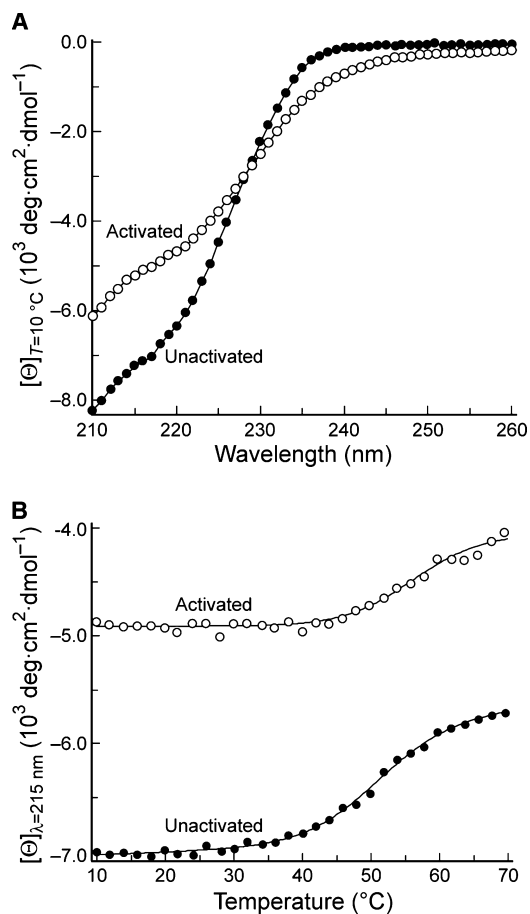 A
0.0
−2.0
−4.0
−6.0
−8.0
[Θ]T=10 °C (10³ deg·cm²·dmol⁻¹)
Activated
Unactivated
210 220 230 240 250 260
Wavelength (nm)
B
-4.0
−5.0
−6.0
−7.0
[Θ]λ=215 nm (10³ deg·cm²·dmol⁻¹)
Activated
Unactivated
10 20 30 40 50 60 70
Temperature (°C)